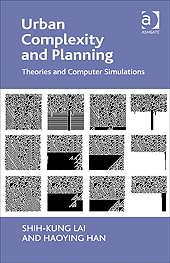 Urban
Complexity
and Planning
Theories and Computer Simulations
ASHGATE
SHIH-KUNG LAI
AND HAOYING HAN